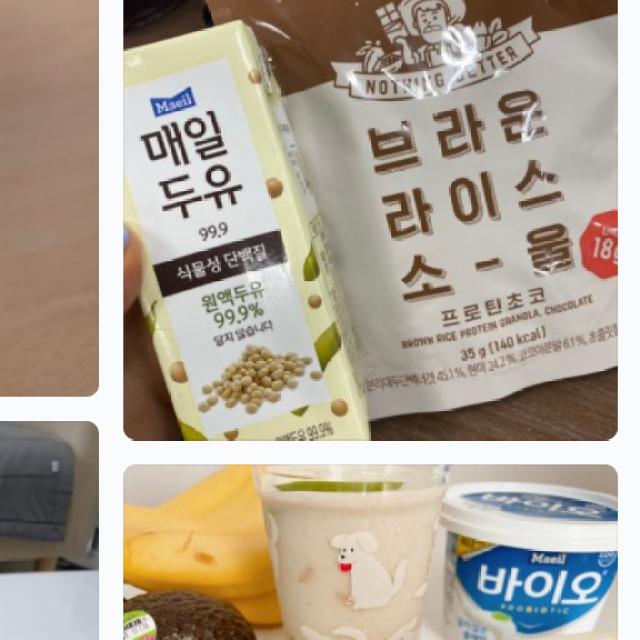 Maeil
매일
두유
99.9
식물성 단백질
원액두유
99.9%
달지 않습니다
NOTHING BETTER
브라운
라이스
소-울
프로틴초코
BROWN RICE PROTEIN GRANOLA, CHOCOLATE
35 g (140 kcal)
18g
Maeil
바이오
PROBIOTIC